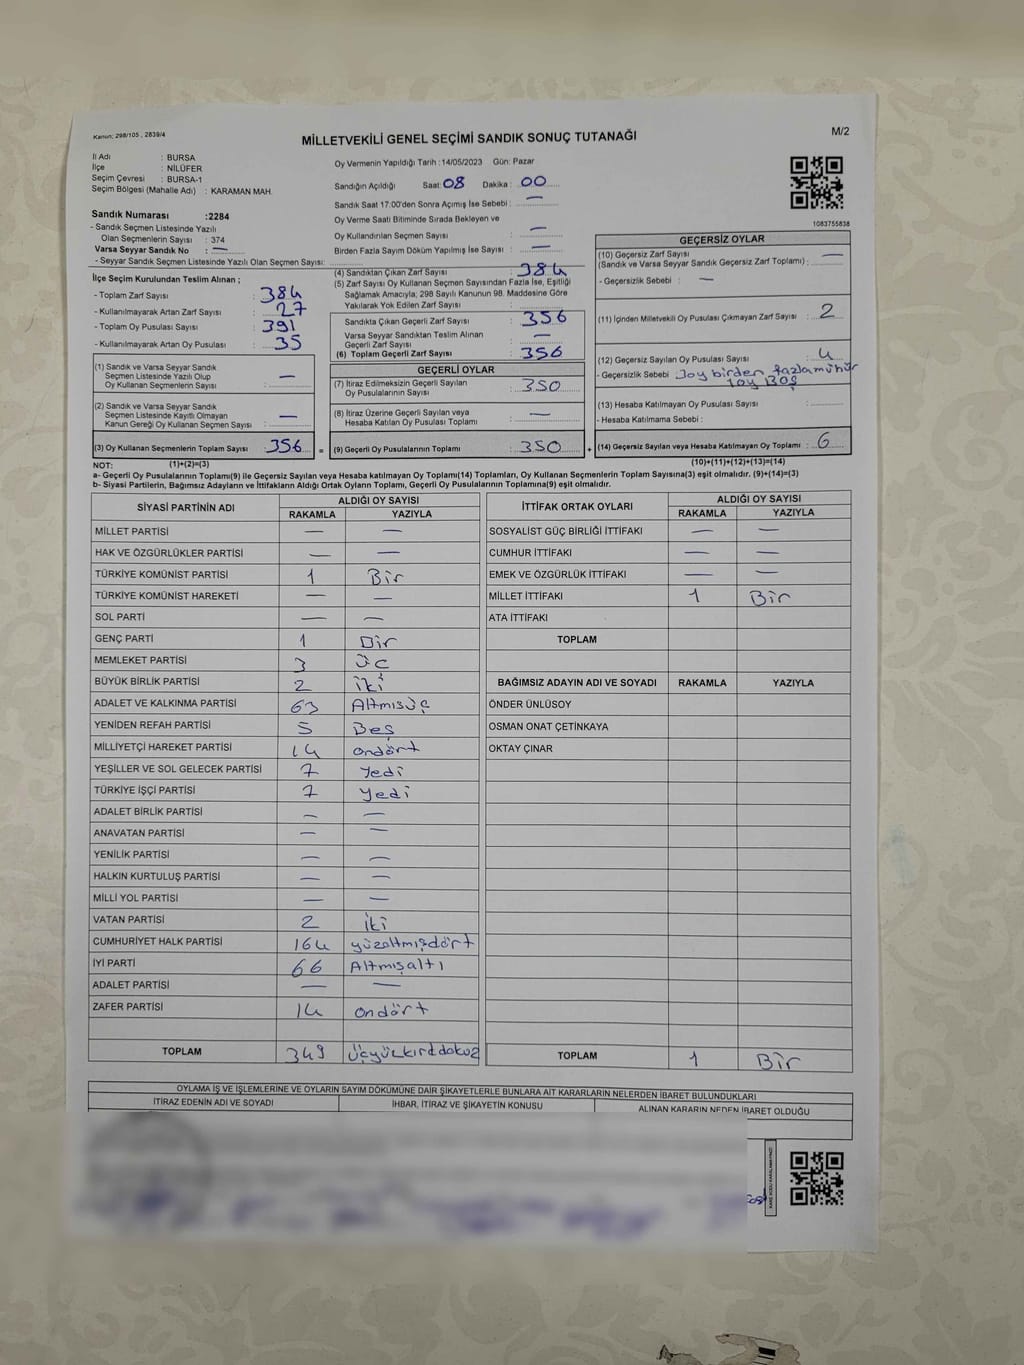 Kanun; 298/105 , 2839/4
MİLLETVEKİLİ GENEL SEÇİMİ SANDIK SONUÇ TUTANAĞI
M/2
İl Adı : BURSA
İlçe : NİLÜFER
Seçim Çevresi : BURSA-1
Seçim Bölgesi (Mahalle Adı) : KARAMAN MAH.
Sandık Numarası :2284
- Sandık Seçmen Listesinde Yazılı
Olan Seçmenlerin Sayısı : 374
Varsa Seyyar Sandık No : —
- Seyyar Sandık Seçmen Listesinde Yazılı Olan Seçmen Sayısı:
Oy Vermenin Yapıldığı Tarih :14/05/2023 Gün: Pazar
Sandığın Açıldığı Saat: 08 Dakika : 00
Sandık Saat 17:00'den Sonra Açımış İse Sebebi : —
Oy Verme Saati Bitiminde Sırada Bekleyen ve
Oy Kullandırılan Seçmen Sayısı : —
Birden Fazla Sayım Döküm Yapılmış İse Sayısı : —
1083755838
İlçe Seçim Kurulundan Teslim Alınan ;
- Toplam Zarf Sayısı : 384
- Kullanılmayarak Artan Zarf Sayısı : 27
- Toplam Oy Pusulası Sayısı : 391
- Kullanılmayarak Artan Oy Pusulası : 35
(1) Sandık ve Varsa Seyyar Sandık
Seçmen Listesinde Yazılı Olup
Oy Kullanan Seçmenlerin Sayısı : —
(2) Sandık ve Varsa Seyyar Sandık
Seçmen Listesinde Kayıtlı Olmayan
Kanun Gereği Oy Kullanan Seçmen Sayısı : —
(3) Oy Kullanan Seçmenlerin Toplam Sayısı : 356 =
(4) Sandıktan Çıkan Zarf Sayısı : 384
(5) Zarf Sayısı Oy Kullanan Seçmen Sayısından Fazla İse, Eşitliği
Sağlamak Amacıyla; 298 Sayılı Kanunun 98. Maddesine Göre
Yakılarak Yok Edilen Zarf Sayısı :
Sandıkta Çıkan Geçerli Zarf Sayısı : 356
Varsa Seyyar Sandıktan Teslim Alınan
Geçerli Zarf Sayısı : —
(6) Toplam Geçerli Zarf Sayısı : 356
GEÇERLİ OYLAR
(7) İtiraz Edilmeksizin Geçerli Sayılan
Oy Pusulasının Sayısı : 350
(8) İtiraz Üzerine Geçerli Sayılan veya
Hesaba Katılan Oy Pusulası Toplamı : —
(9) Geçerli Oy Pusulalarının Toplamı : 350 +
GEÇERSİZ OYLAR
(10) Geçersiz Zarf Sayısı
(Sandık ve Varsa Seyyar Sandık Geçersiz Zarf Toplamı) : —
- Geçersizlik Sebebi : —
(11) İçinden Milletvekili Oy Pusulası Çıkmayan Zarf Sayısı : 2
(12) Geçersiz Sayılan Oy Pusulası Sayısı : 4
- Geçersizlik Sebebi : 3oy birden fazla mühür
1oy BOŞ
(13) Hesaba Katılmayan Oy Pusulası Sayısı :
- Hesaba Katılmama Sebebi :
(14) Geçersiz Sayılan veya Hesaba Katılmayan Oy Toplamı : 6
NOT: (1)+(2)=(3) (10)+(11)+(12)+(13)=(14)
a- Geçerli Oy Pusulalarının Toplamı(9) ile Geçersiz Sayılan veya Hesaba katılmayan Oy Toplamı(14) Toplamları, Oy Kullanan Seçmenlerin Toplam Sayısına(3) eşit olmalıdır. (9)+(14)=(3)
b- Siyasi Partilerin, Bağımsız Adayların ve İttifakların Aldığı Ortak Oyların Toplamı, Geçerli Oy Pusulalarının Toplamına(9) eşit olmalıdır.
SİYASİ PARTİNİN ADI ALDIĞI OY SAYISI
RAKAMLA YAZIYLA
MİLLET PARTİSİ — —
HAK VE ÖZGÜRLÜKLER PARTİSİ — —
TÜRKİYE KOMÜNİST PARTİSİ 1 Bir
TÜRKİYE KOMÜNİST HAREKETİ — —
SOL PARTİ — —
GENÇ PARTİ 1 Bir
MEMLEKET PARTİSİ 3 üc
BÜYÜK BİRLİK PARTİSİ 2 iki
ADALET VE KALKINMA PARTİSİ 63 Altmısüç
YENİDEN REFAH PARTİSİ 5 Beş
MİLLİYETÇİ HAREKET PARTİSİ 14 ondört
YEŞİLLER VE SOL GELECEK PARTİSİ 7 Yedi
TÜRKİYE İŞÇİ PARTİSİ 7 Yedi
ADALET BİRLİK PARTİSİ — —
ANAVATAN PARTİSİ — —
YENİLİK PARTİSİ — —
HALKIN KURTULUŞ PARTİSİ — —
MİLLİ YOL PARTİSİ — —
VATAN PARTİSİ 2 İki
CUMHURİYET HALK PARTİSİ 164 yüzaltmışdört
İYİ PARTİ 66 Altmışaltı
ADALET PARTİSİ — —
ZAFER PARTİSİ 14 ondört
TOPLAM 349 Üçyüzkırkdokuz
İTTİFAK ORTAK OYLARI ALDIĞI OY SAYISI
RAKAMLA YAZIYLA
SOSYALİST GÜÇ BİRLİĞİ İTTİFAKI — —
CUMHUR İTTİFAKI — —
EMEK VE ÖZGÜRLÜK İTTİFAKI — —
MİLLET İTTİFAKI 1 Bir
ATA İTTİFAKI
TOPLAM
BAĞIMSIZ ADAYIN ADI VE SOYADI RAKAMLA YAZIYLA
ÖNDER ÜNLÜSOY
OSMAN ONAT ÇETİNKAYA
OKTAY ÇINAR
TOPLAM 1 Bir
OYLAMA İŞ VE İŞLEMLERİNE VE OYLARIN SAYIM DÖKÜMÜNE DAİR ŞİKAYETLERLE BUNLARA AİT KARARLARIN NELERDEN İBARET BULUNDUKLARI
İTİRAZ EDENİN ADI VE SOYADI İHBAR, İTİRAZ VE ŞİKAYETİN KONUSU ALINAN KARARIN NEDEN İBARET OLDUĞU